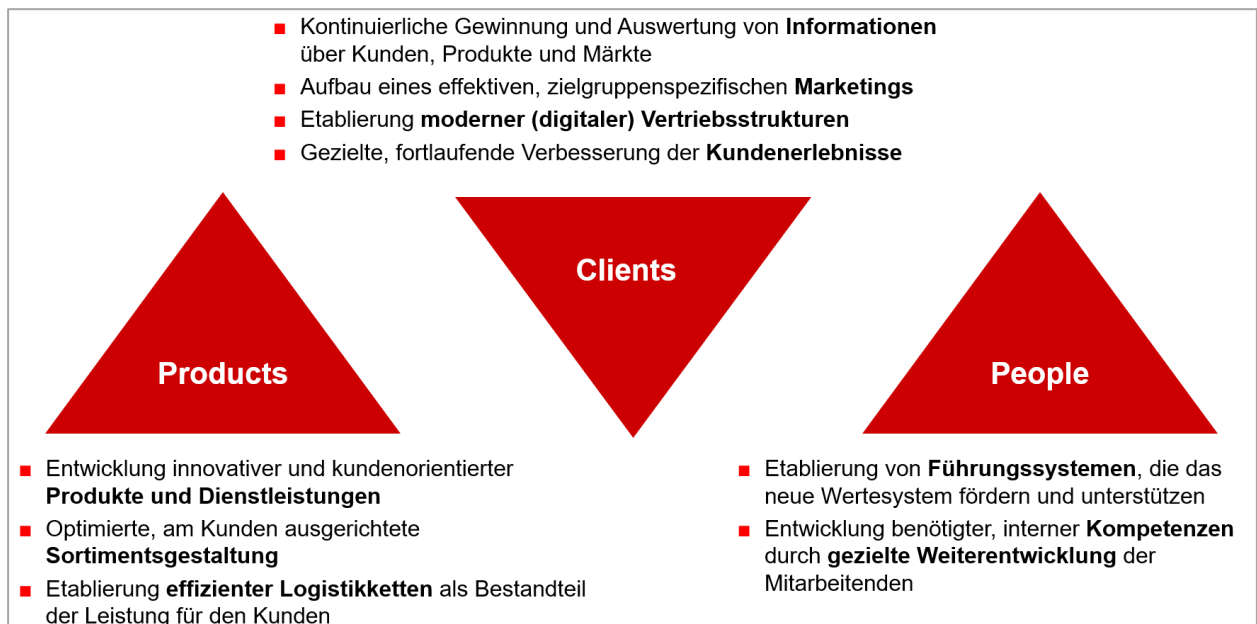 Kontinuierliche Gewinnung und Auswertung von Informationen
über Kunden, Produkte und Märkte
Aufbau eines effektiven, zielgruppenspezifischen Marketings
Etablierung moderner (digitaler) Vertriebsstrukturen
Gezielte, fortlaufende Verbesserung der Kundenerlebnisse
Clients
Products
People
Entwicklung innovativer und kundenorientierter
Produkte und Dienstleistungen
Optimierte, am Kunden ausgerichtete
Sortimentsgestaltung
Etablierung effizienter Logistikketten als Bestandteil
der Leistung für den Kunden
Etablierung von Führungssystemen, die das
neue Wertesystem fördern und unterstützen
Entwicklung benötigter, interner Kompetenzen
durch gezielte Weiterentwicklung der
Mitarbeitenden